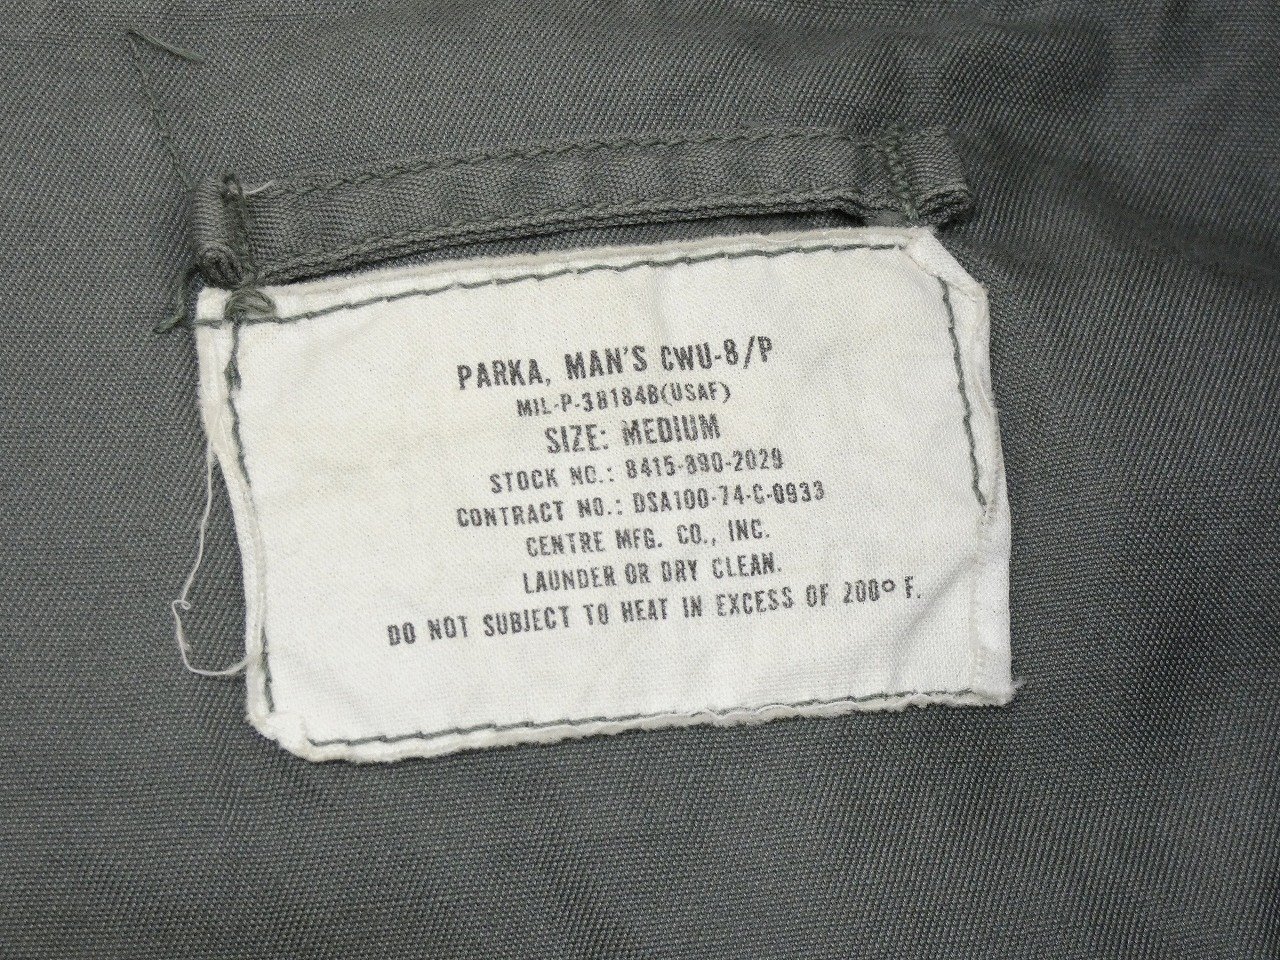 PARKA, MAN'S CWU-8/P
MIL-P-38184B(USAF)
SIZE: MEDIUM
STOCK NO.: 8415-890-2029
CONTRACT NO.: DSA100-74-C-0933
CENTRE MFG. CO., INC.
LAUNDER OR DRY CLEAN.
DO NOT SUBJECT TO HEAT IN EXCESS OF 200° F.